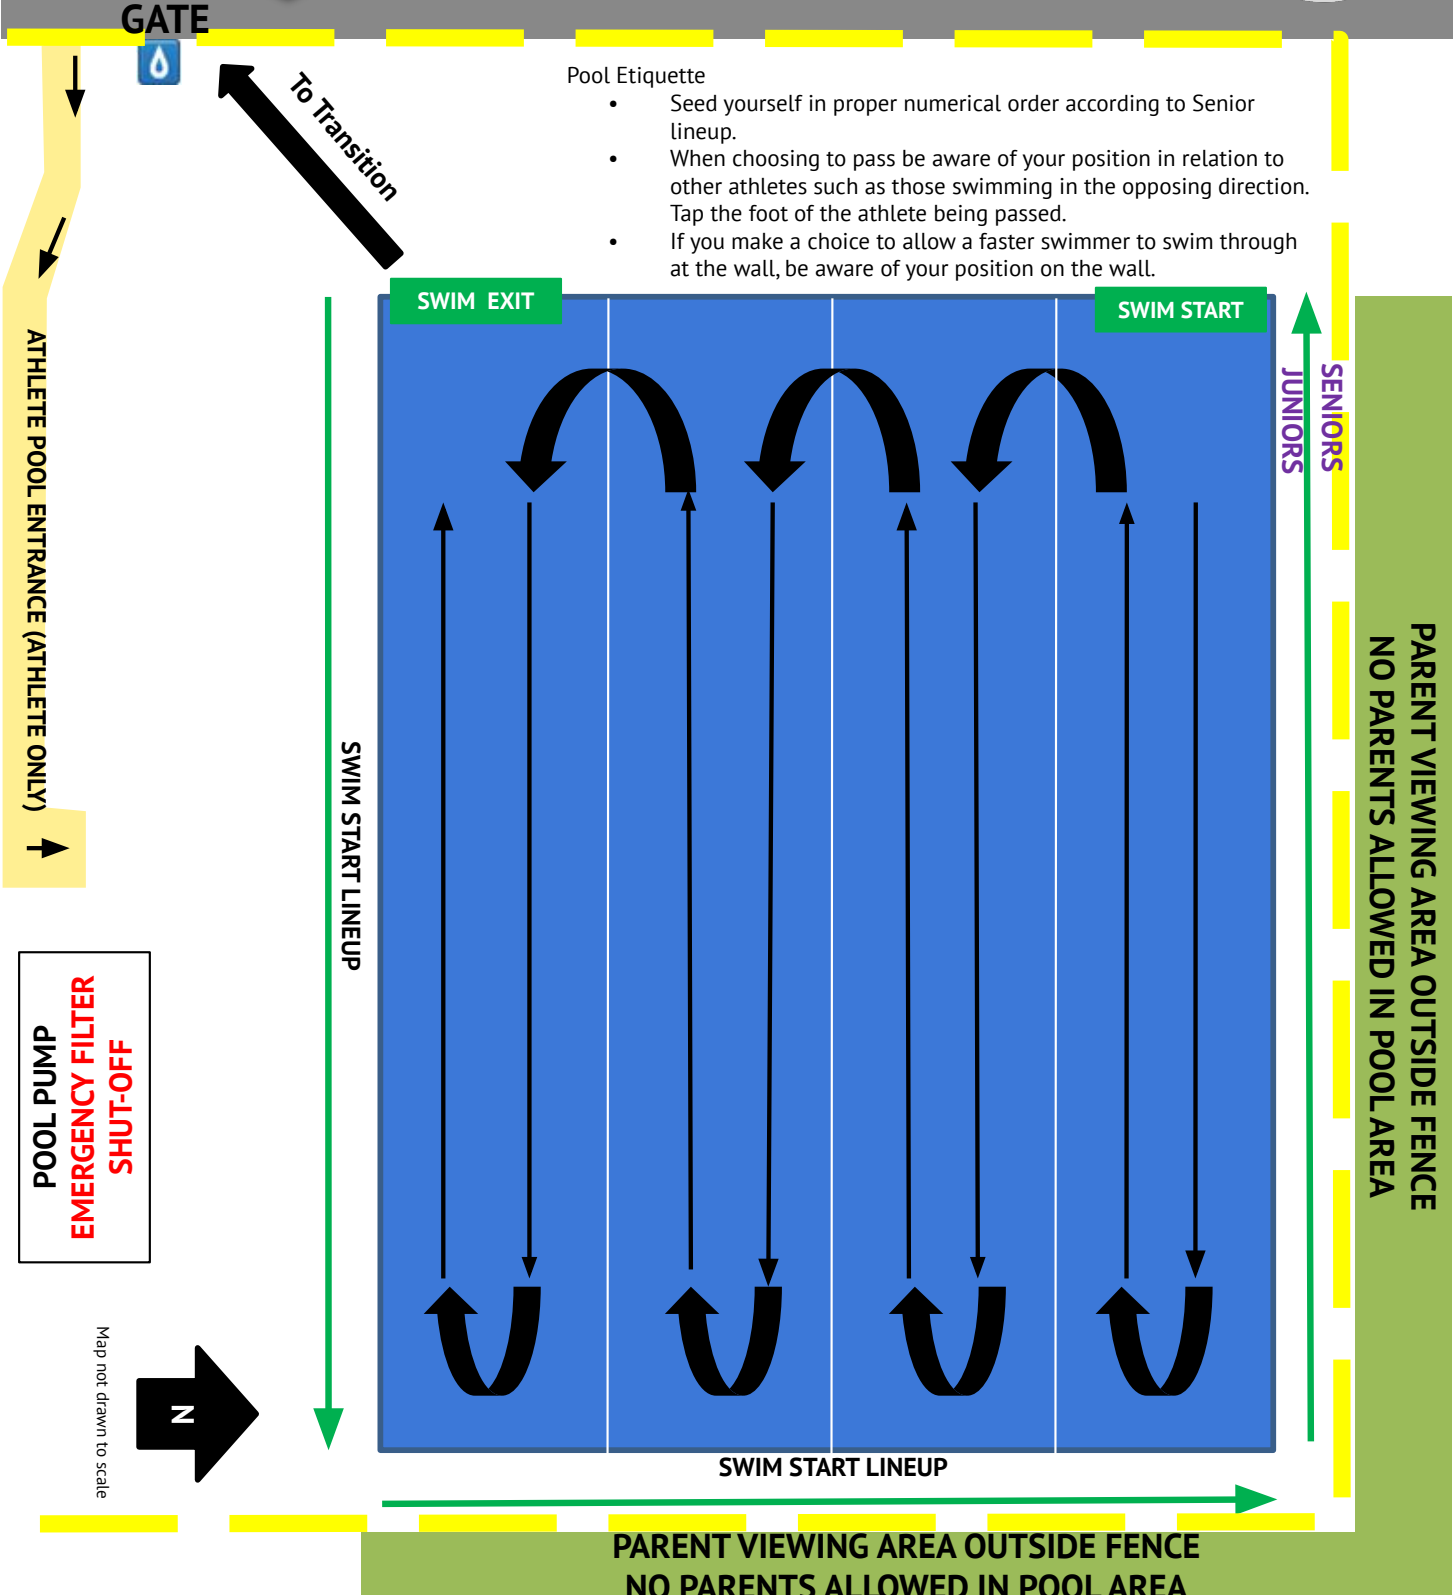 GATE
To Transition
Pool Etiquette
• Seed yourself in proper numerical order according to Senior
lineup.
• When choosing to pass be aware of your position in relation to
other athletes such as those swimming in the opposing direction.
Tap the foot of the athlete being passed.
• If you make a choice to allow a faster swimmer to swim through
at the wall, be aware of your position on the wall.
SWIM EXIT
SWIM START
SENIORS
JUNIORS
ATHLETE POOL ENTRANCE (ATHLETE ONLY)
SWIM START LINEUP
PARENT VIEWING AREA OUTSIDE FENCE
NO PARENTS ALLOWED IN POOL AREA
POOL PUMP
EMERGENCY FILTER
SHUT-OFF
Map not drawn to scale
N
SWIM START LINEUP
PARENT VIEWING AREA OUTSIDE FENCE
NO PARENTS ALLOWED IN POOL AREA